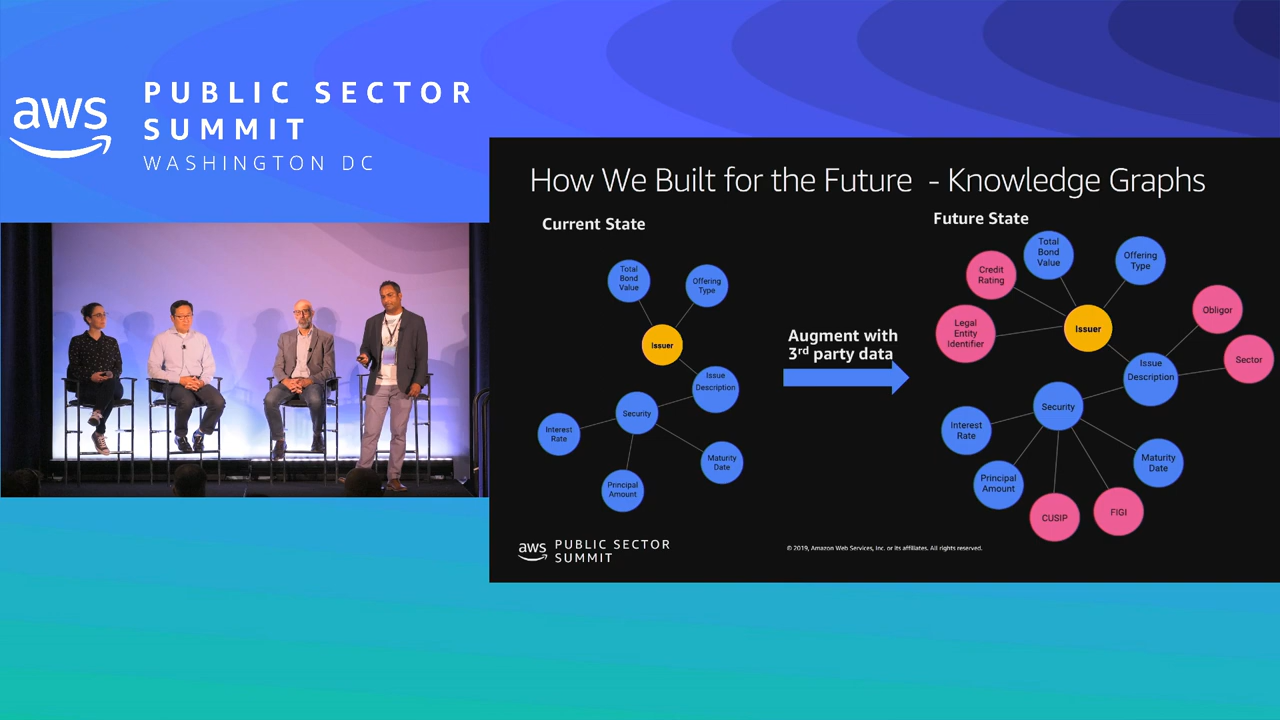 aws
PUBLIC SECTOR
SUMMIT
WASHINGTON DC
How We Built for the Future - Knowledge Graphs
Current State
Total
Bond
Value
Offering
Type
Issuer
Issue
Description
Security
Interest
Rate
Maturity
Date
Principal
Amount
Augment with
3rd party data
Future State
Total
Bond
Value
Offering
Type
Credit
Rating
Legal
Entity
Identifier
Issuer
Obligor
Sector
Issue
Description
Security
Interest
Rate
Principal
Amount
Maturity
Date
CUSIP
FIGI
aws
PUBLIC SECTOR
SUMMIT
© 2019, Amazon Web Services, Inc. or its affiliates. All rights reserved.